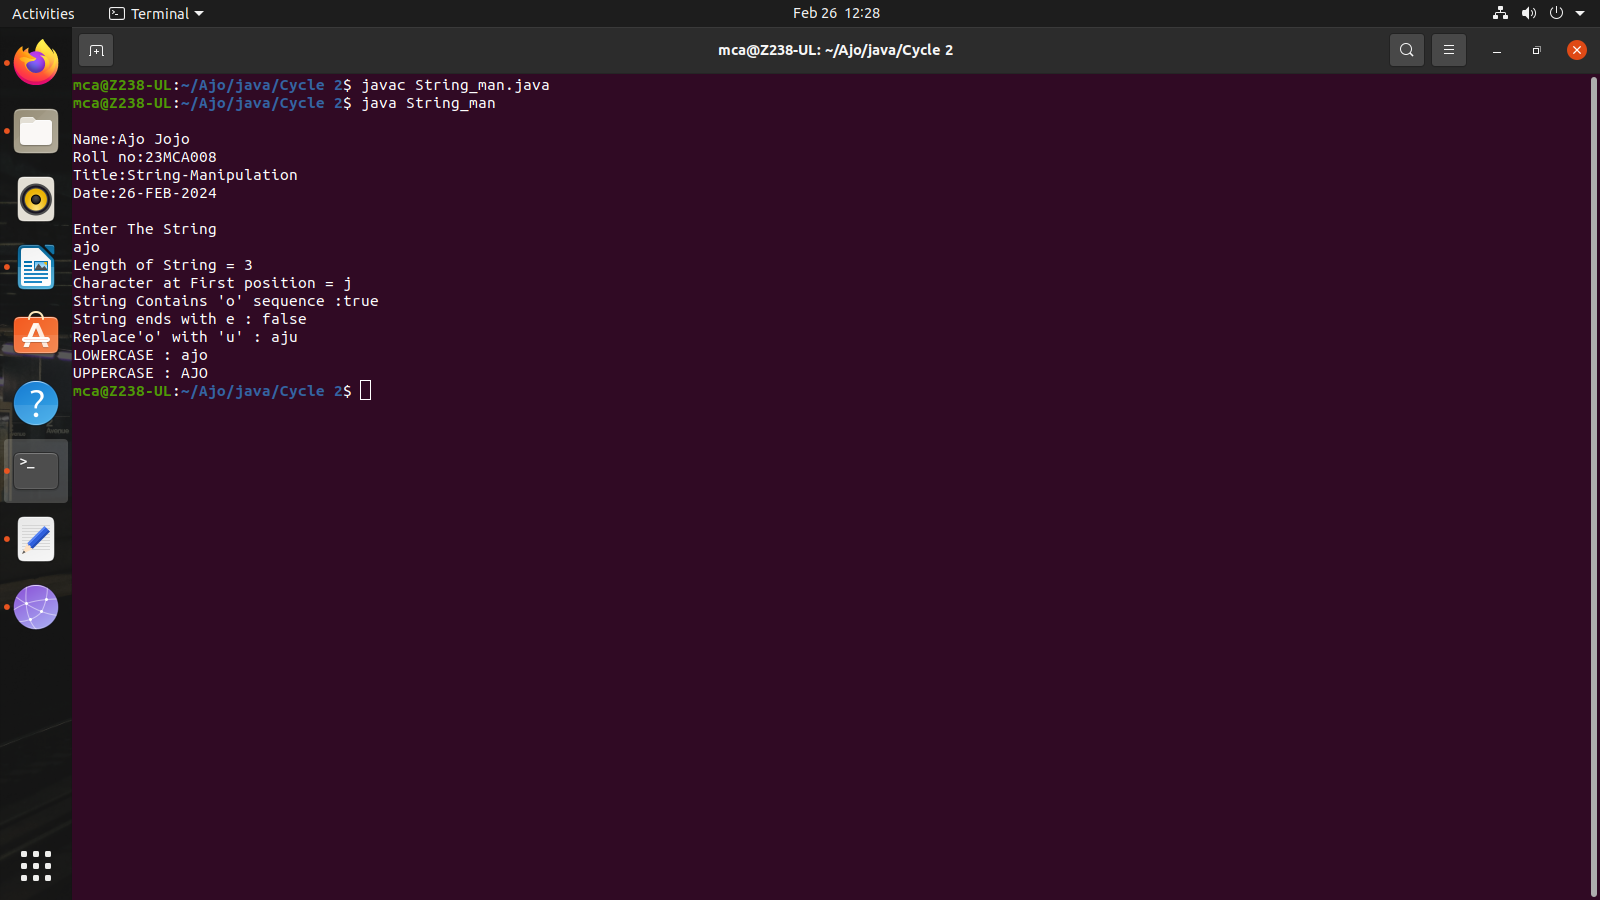 Activities
Terminal
Feb 26 12:28
mca@Z238-UL: ~/Ajo/java/Cycle 2
mca@Z238-UL:~/Ajo/java/Cycle 2$ javac String_man.java
mca@Z238-UL:~/Ajo/java/Cycle 2$ java String_man
Name:Ajo Jojo
Roll no:23MCA008
Title:String-Manipulation
Date:26-FEB-2024
Enter The String
ajo
Length of String = 3
Character at First position = j
String Contains 'o' sequence :true
String ends with e : false
Replace'o' with 'u' : aju
LOWERCASE : ajo
UPPERCASE : AJO
mca@Z238-UL:~/Ajo/java/Cycle 2$